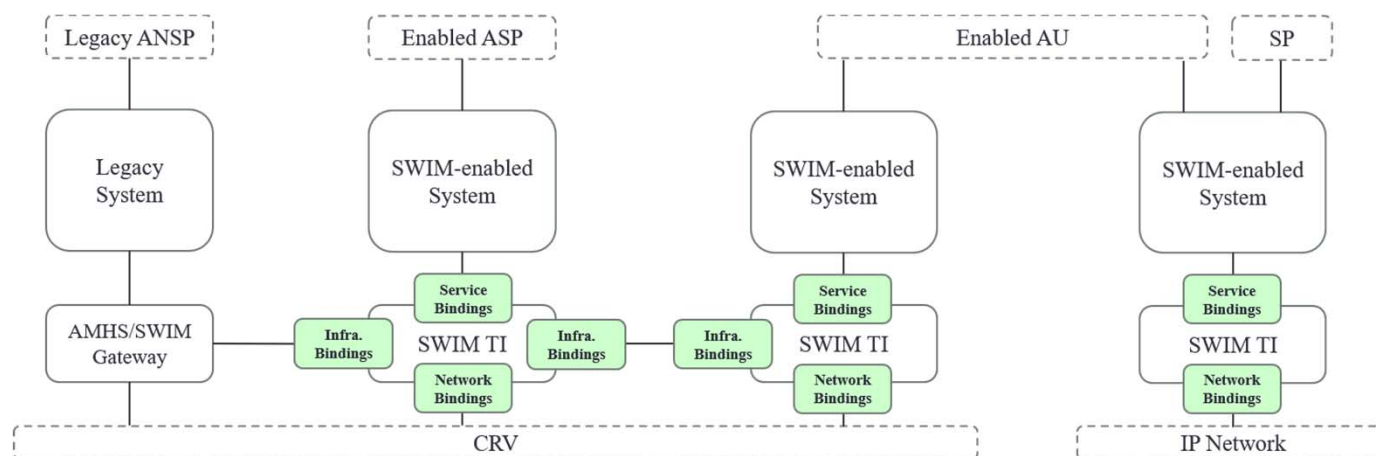 Legacy ANSP
Enabled ASP
Enabled AU
SP
Legacy
System
SWIM-enabled
System
SWIM-enabled
System
SWIM-enabled
System
AMHS/SWIM
Gateway
Infra.
Bindings
Service
Bindings
SWIM TI
Network
Bindings
Infra.
Bindings
Infra.
Bindings
Service
Bindings
SWIM TI
Network
Bindings
Service
Bindings
SWIM TI
Network
Bindings
CRV
IP Network